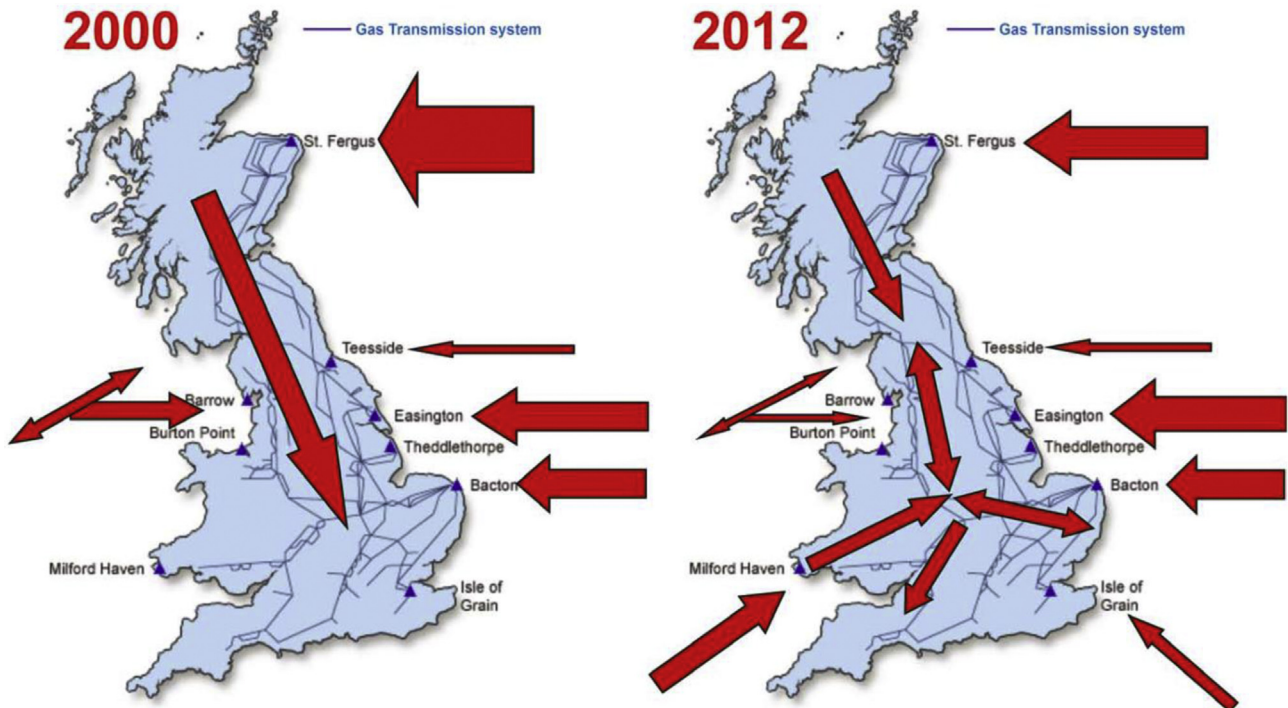 2000
Gas Transmission system
St. Fergus
Teesside
Barrow
Easington
Burton Point
Theddlethorpe
Bacton
Milford Haven
Isle of
Grain
2012
Gas Transmission system
St. Fergus
Teesside
Barrow
Easington
Burton Point
Theddlethorpe
Bacton
Milford Haven
Isle of
Grain